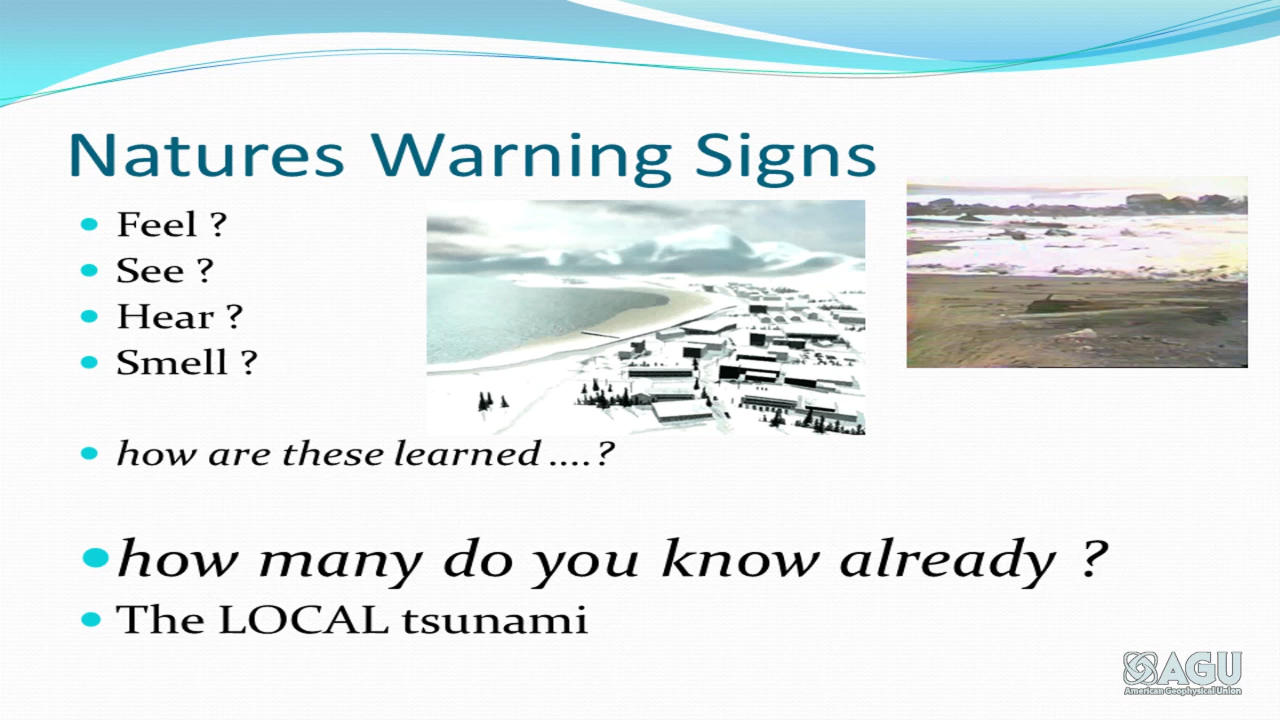 Natures Warning Signs
Feel ?
See ?
Hear ?
Smell ?
how are these learned ....?
how many do you know already ?
The LOCAL tsunami
AGU
American Geophysical Union